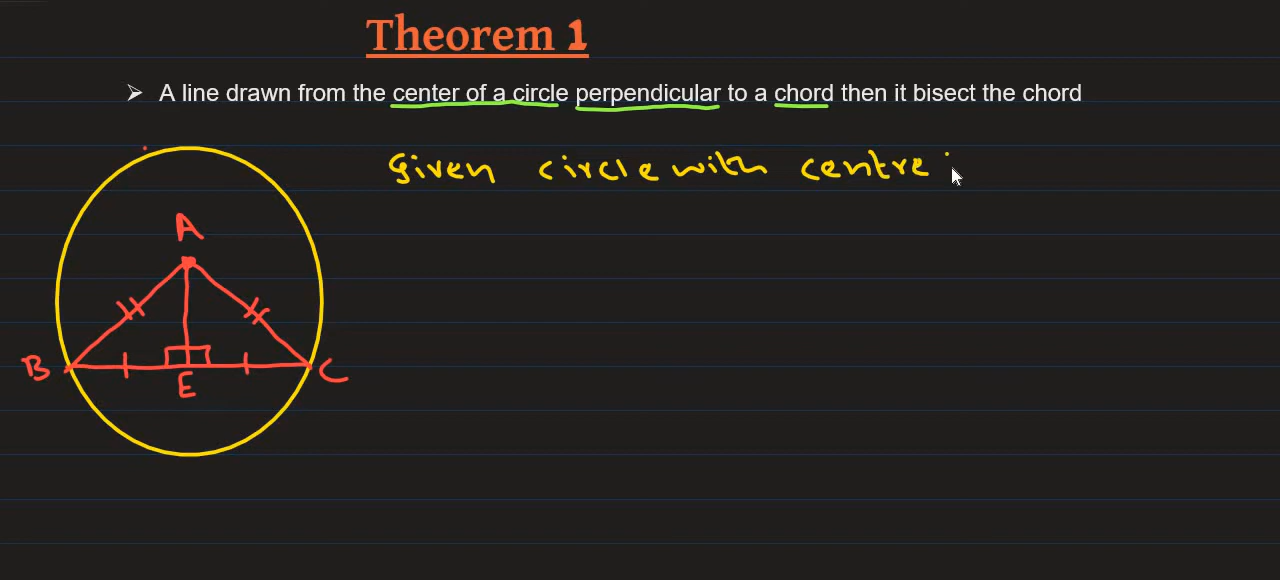 Theorem 1
➢ A line drawn from the center of a circle perpendicular to a chord then it bisect the chord
Given circle with centre
A
B
E
C